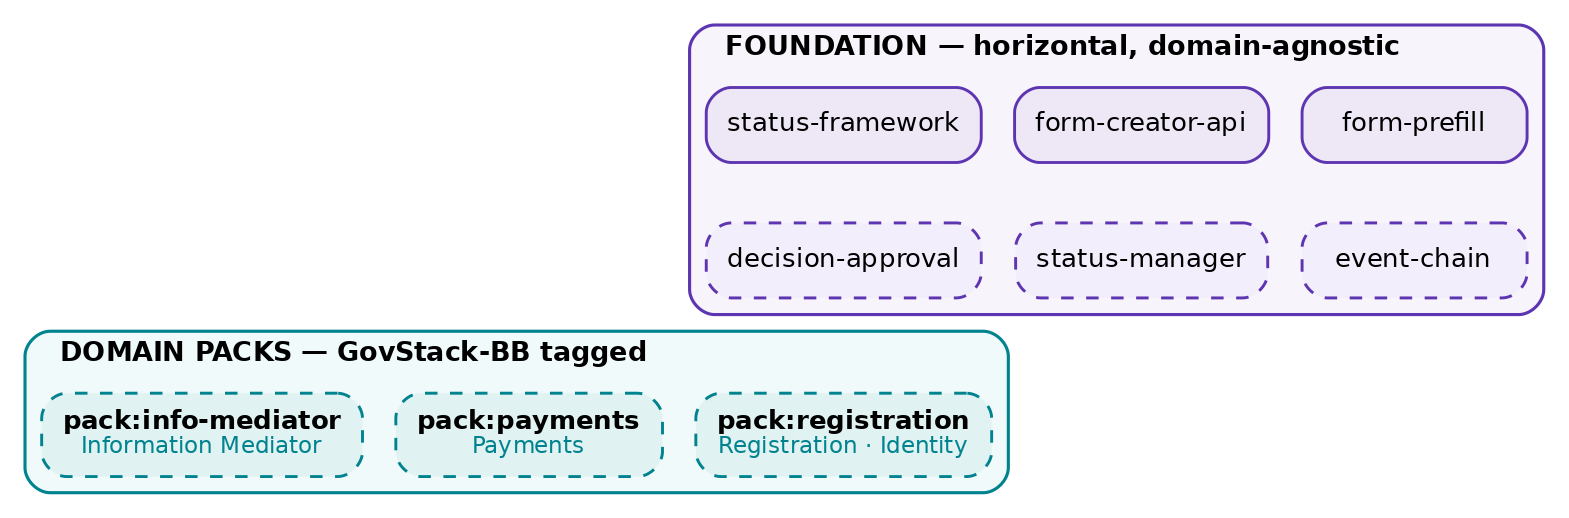 FOUNDATION — horizontal, domain-agnostic
status-framework
form-creator-api
form-prefill
decision-approval
status-manager
event-chain
DOMAIN PACKS — GovStack-BB tagged
pack:info-mediator
Information Mediator
pack:payments
Payments
pack:registration
Registration · Identity